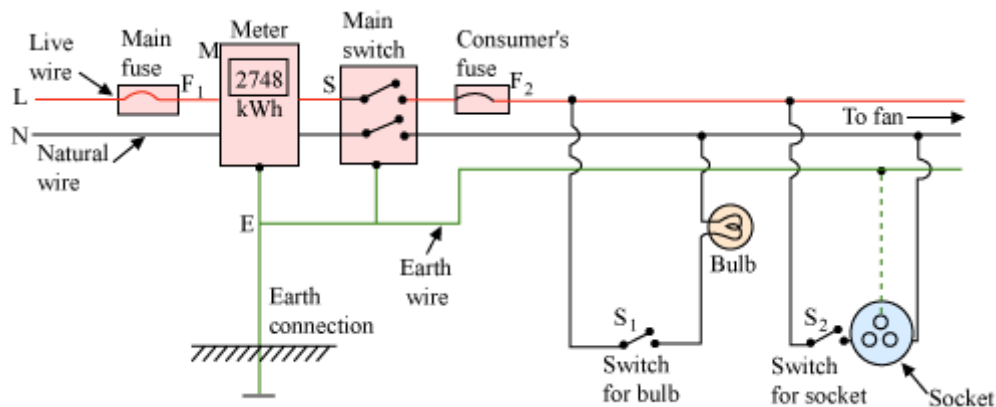 Live
wire
Main
fuse
F1
Meter
M
2748
kWh
Main
switch
S
Consumer's
fuse
F2
L
N
Natural
wire
To fan
E
Earth
wire
Earth
connection
Bulb
S1
Switch
for bulb
S2
Switch
for socket
Socket